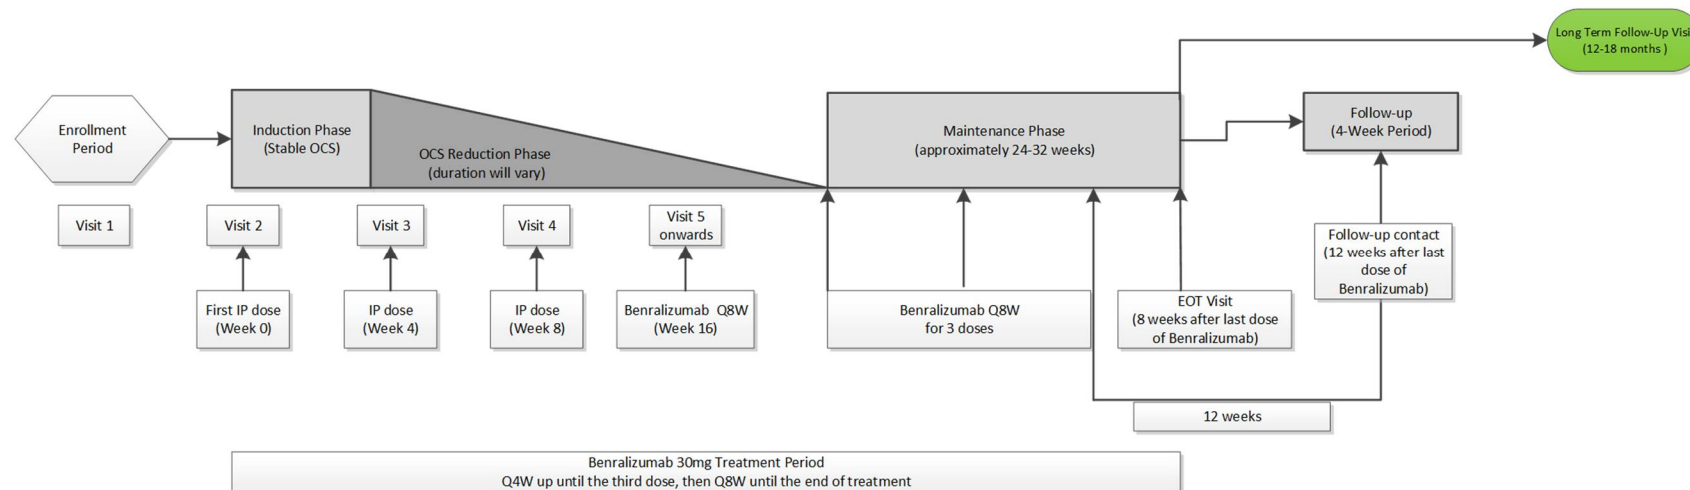 Long Term Follow-Up Visi
(12-18 months )
Enrollment
Period
Induction Phase
(Stable OCS)
OCS Reduction Phase
(duration will vary)
Maintenance Phase
(approximately 24-32 weeks)
Follow-up
(4-Week Period)
Visit 1
Visit 2
Visit 3
Visit 4
Visit 5
onwards
First IP dose
(Week 0)
IP dose
(Week 4)
IP dose
(Week 8)
Benralizumab Q8W
(Week 16)
Benralizumab Q8W
for 3 doses
EOT Visit
(8 weeks after last dose
of Benralizumab)
Follow-up contact
(12 weeks after last
dose of
Benralizumab)
12 weeks
Benralizumab 30mg Treatment Period
Q4W up until the third dose, then Q8W until the end of treatment